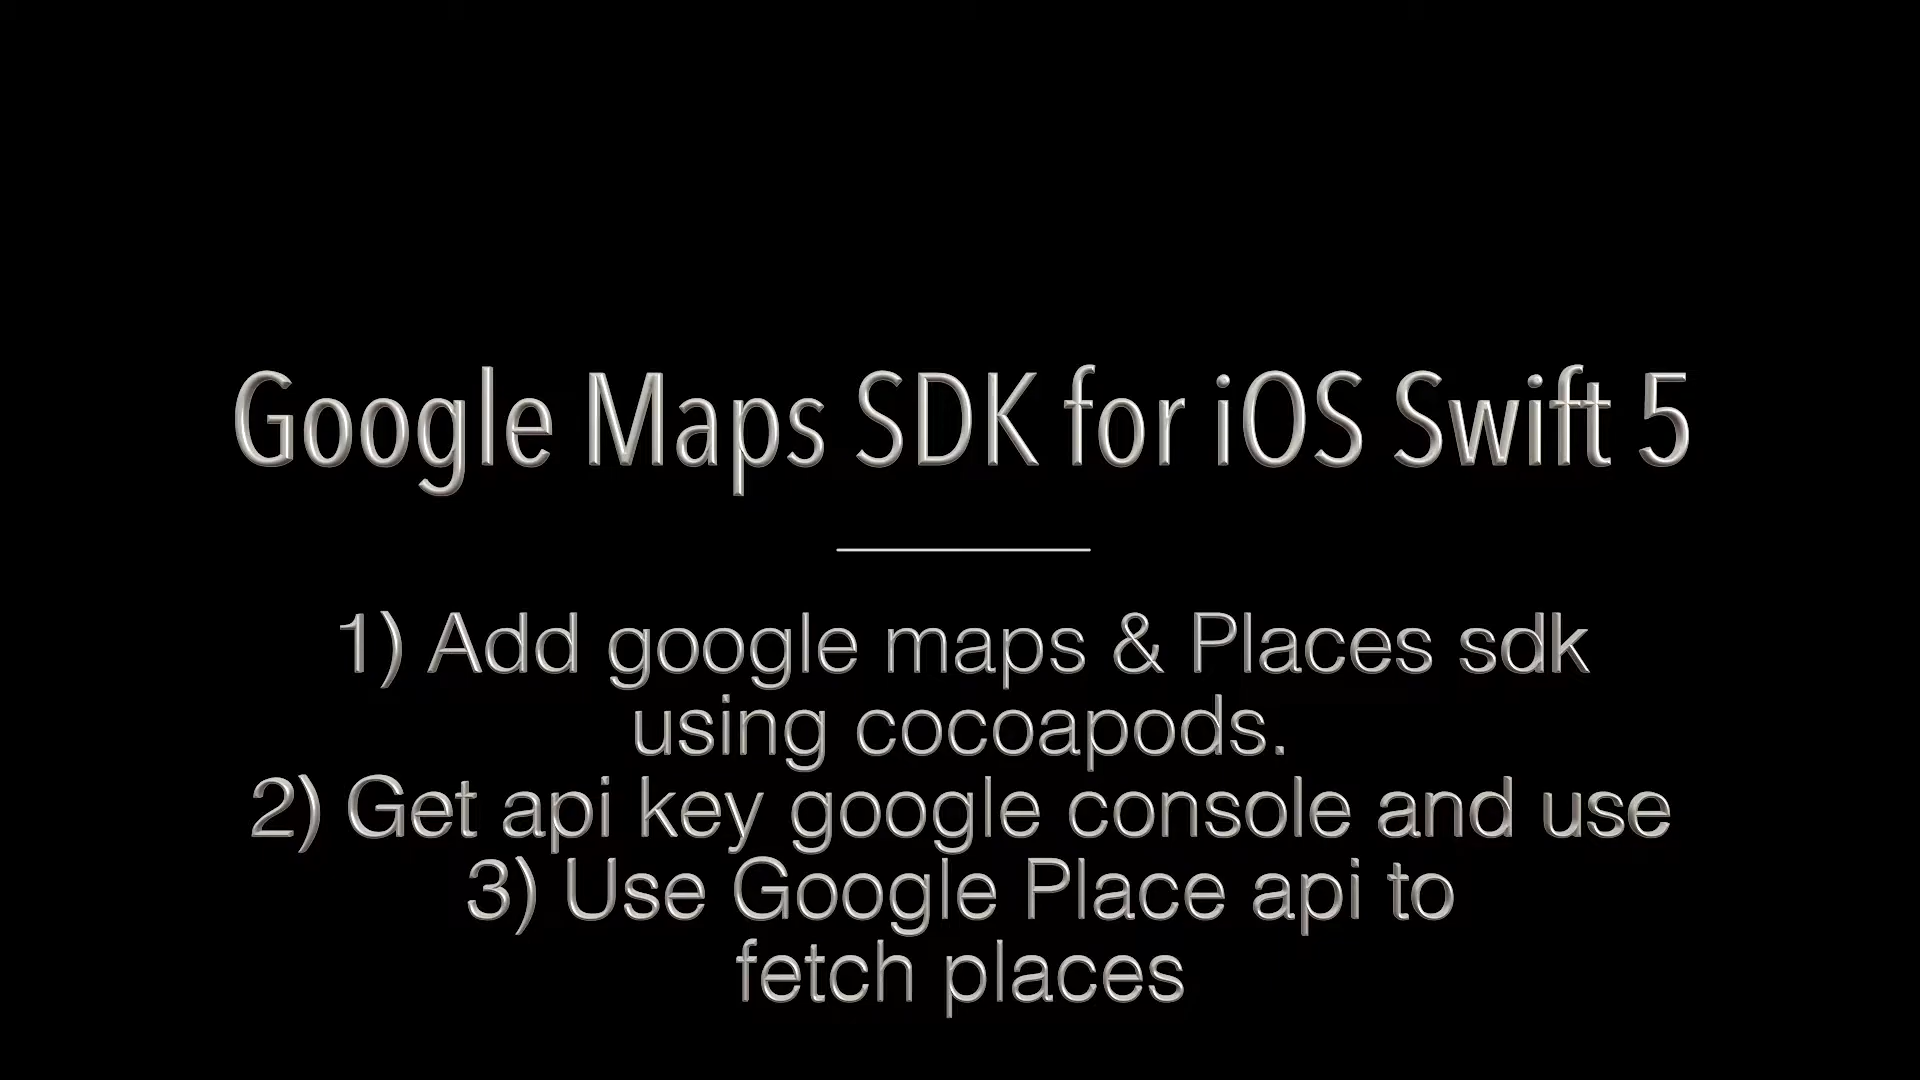 Google Maps SDK for iOS Swift 5
1) Add google maps & Places sdk
using cocoapods.
2) Get api key google console and use
3) Use Google Place api to
fetch places